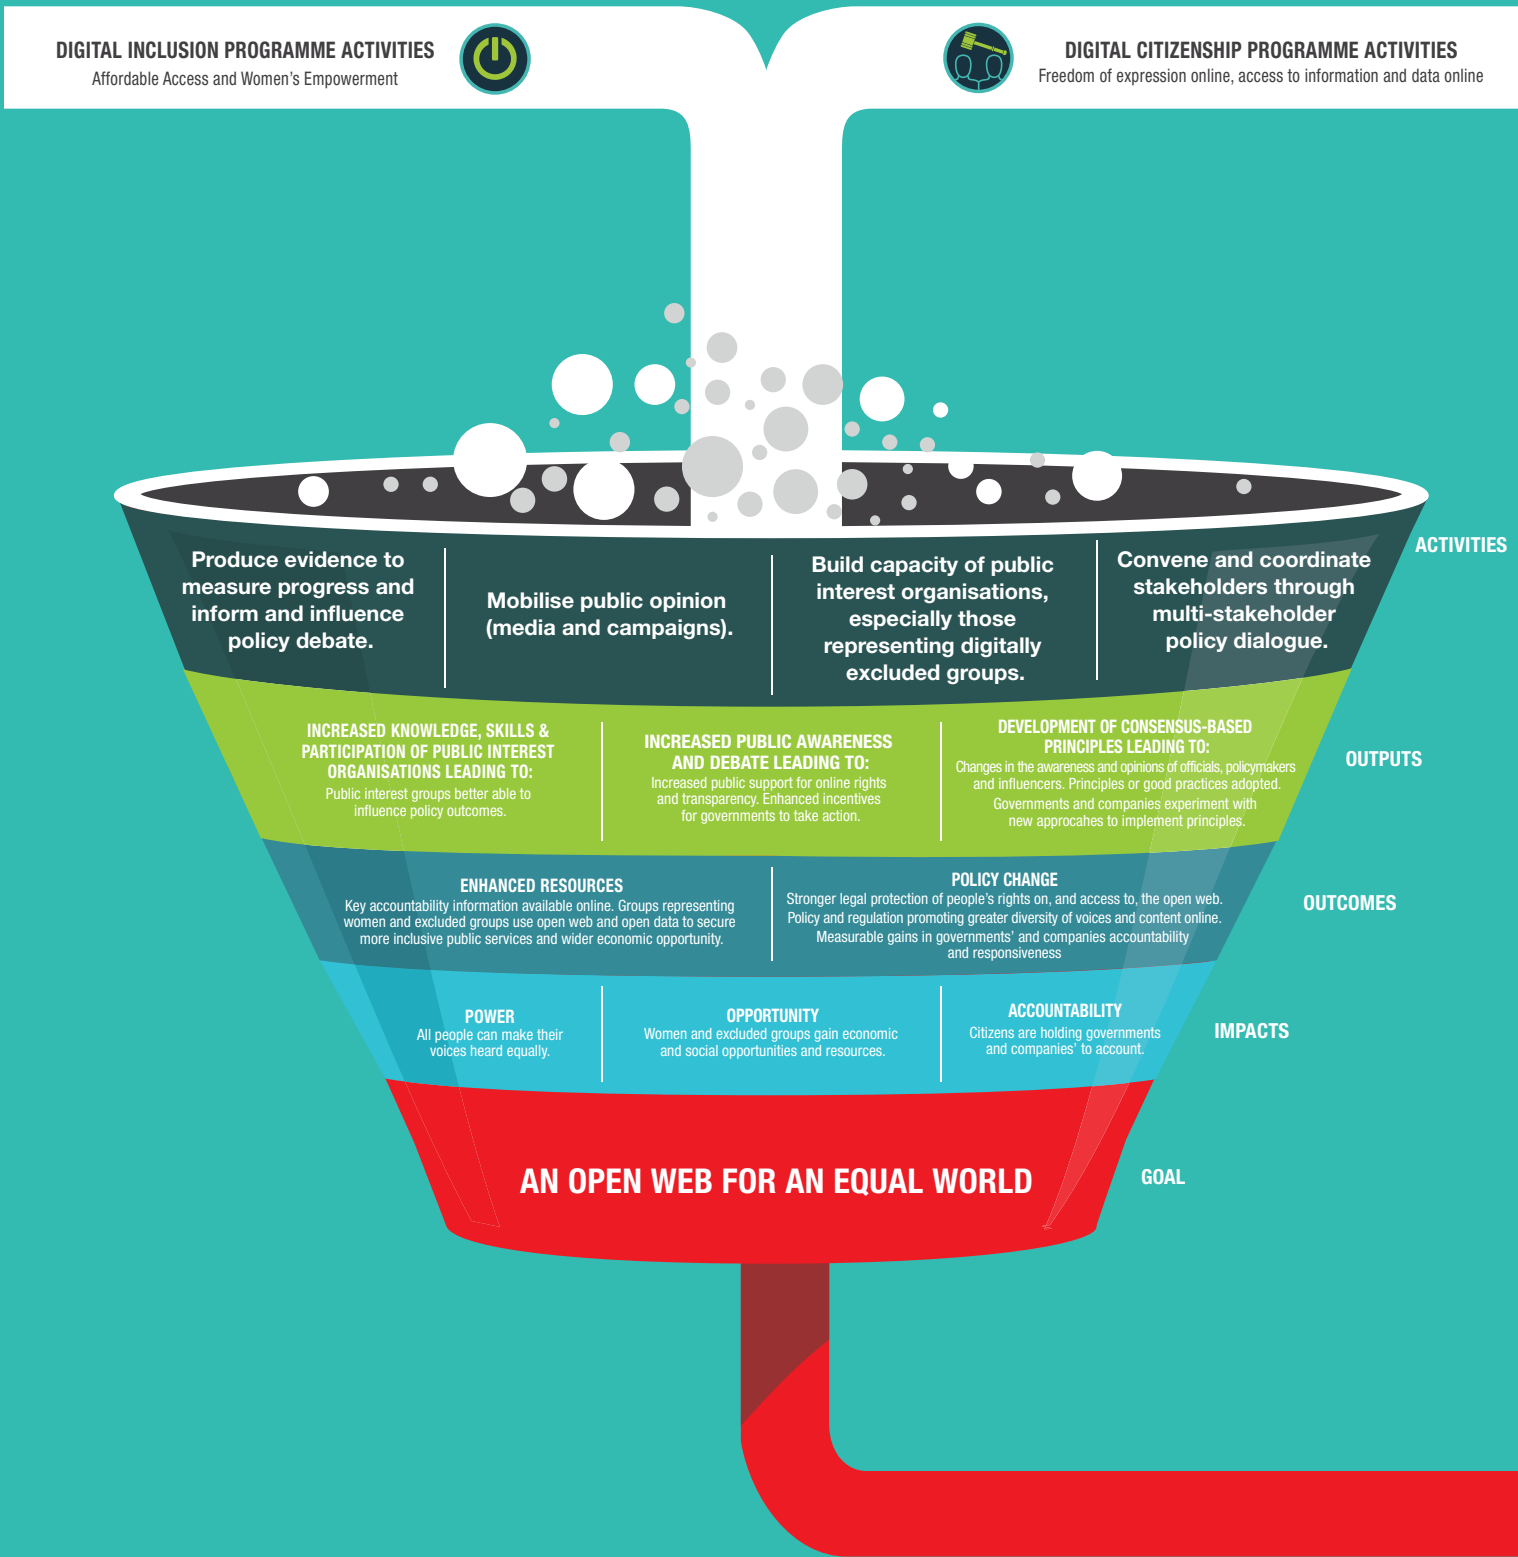 DIGITAL INCLUSION PROGRAMME ACTIVITIES
Affordable Access and Women's Empowerment
DIGITAL CITIZENSHIP PROGRAMME ACTIVITIES
Freedom of expression online, access to information and data online
ACTIVITIES
Produce evidence to
measure progress and
inform and influence
policy debate.
Mobilise public opinion
(media and campaigns).
Build capacity of public
interest organisations,
especially those
representing digitally
excluded groups.
Convene and coordinate
stakeholders through
multi-stakeholder
policy dialogue.
OUTPUTS
INCREASED KNOWLEDGE, SKILLS &
PARTICIPATION OF PUBLIC INTEREST
ORGANISATIONS LEADING TO:
Public interest groups better able to
influence policy outcomes.
INCREASED PUBLIC AWARENESS
AND DEBATE LEADING TO:
Increased public support for online rights
and transparency. Enhanced incentives
for governments to take action.
DEVELOPMENT OF CONSENSUS-BASED
PRINCIPLES LEADING TO:
Changes in the awareness and opinions of officials, policymakers
and influencers. Principles or good practices adopted.
Governments and companies experiment with
new approcahes to implement principles.
OUTCOMES
ENHANCED RESOURCES
Key accountability information available online. Groups representing
women and excluded groups use open web and open data to secure
more inclusive public services and wider economic opportunity.
POLICY CHANGE
Stronger legal protection of people's rights on, and access to, the open web.
Policy and regulation promoting greater diversity of voices and content online.
Measurable gains in governments' and companies accountability
and responsiveness
IMPACTS
POWER
All people can make their
voices heard equally.
OPPORTUNITY
Women and excluded groups gain economic
and social opportunities and resources.
ACCOUNTABILITY
Citizens are holding governments
and companies' to account.
AN OPEN WEB FOR AN EQUAL WORLD
GOAL